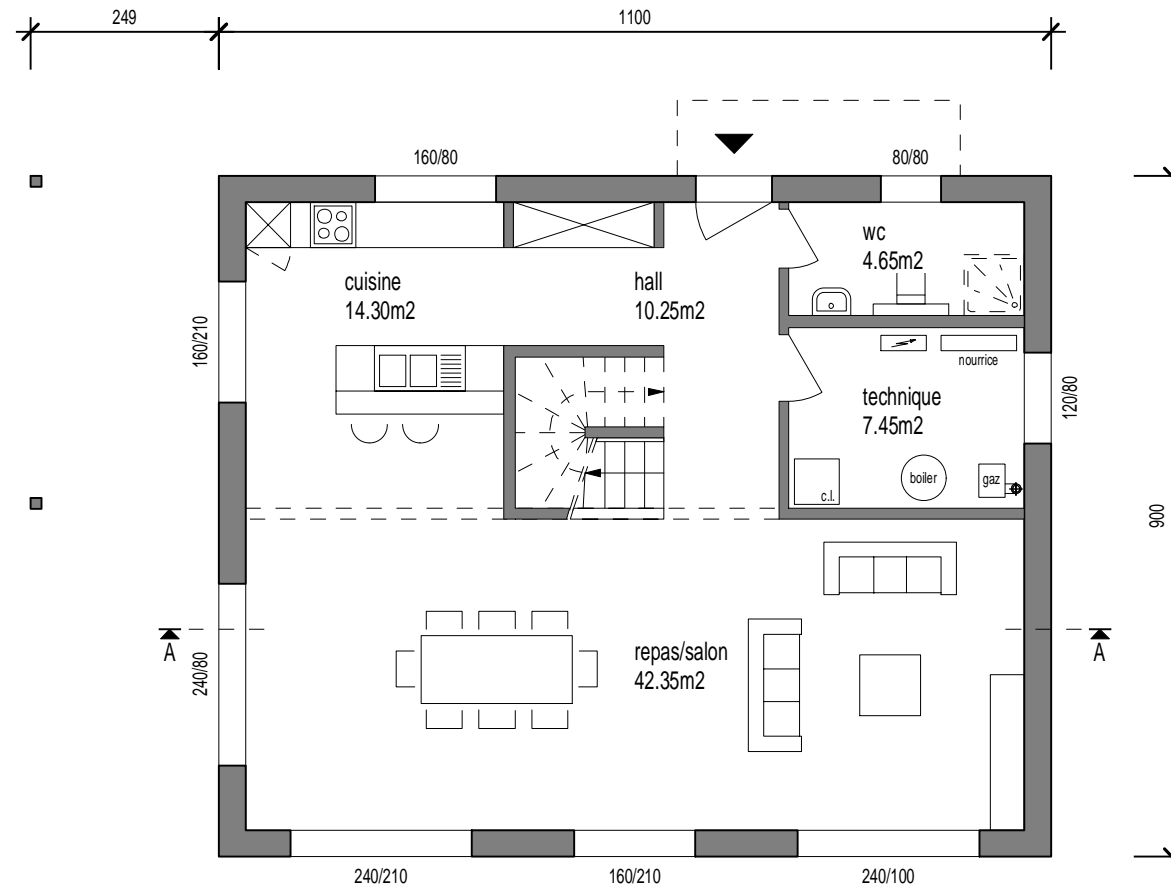 249
1100
160/80
80/80
wc
4.65m2
cuisine
14.30m2
hall
10.25m2
160/210
nourrice
technique
7.45m2
120/80
c.l.
boiler
gaz
900
A
240/80
repas/salon
42.35m2
A
240/210
160/210
240/100